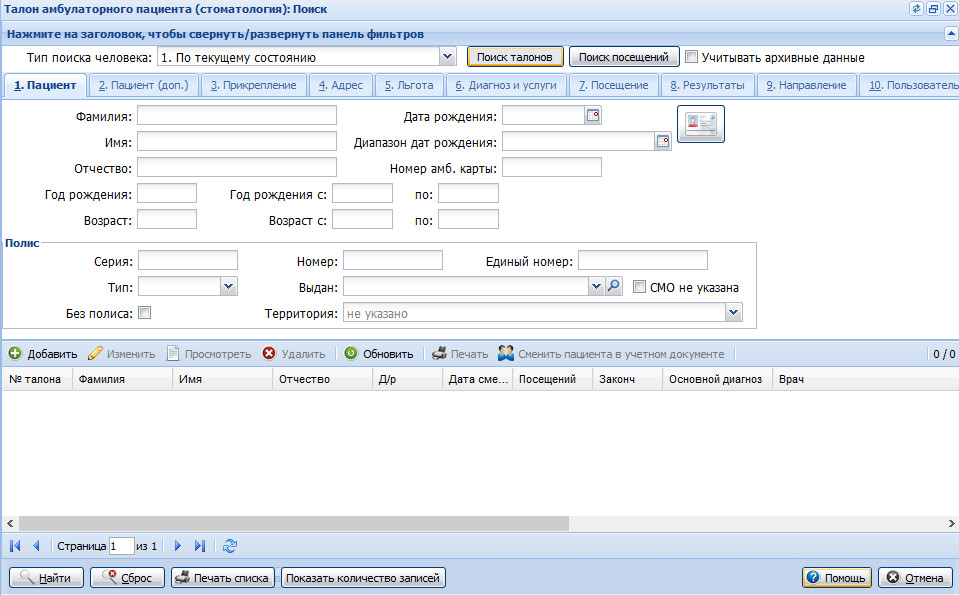 Талон амбулаторного пациента (стоматология): Поиск
Нажмите на заголовок, чтобы свернуть/развернуть панель фильтров
Тип поиска человека: 1. По текущему состоянию Поиск талонов Поиск посещений Учитывать архивные данные
1. Пациент 2. Пациент (доп.) 3. Прикрепление 4. Адрес 5. Льгота 6. Диагноз и услуги 7. Посещение 8. Результаты 9. Направление 10. Пользователь
Фамилия: Дата рождения:
Имя: Диапазон дат рождения:
Отчество: Номер амб. карты:
Год рождения: Год рождения с: по:
Возраст: Возраст с: по:
Полис
Серия: Номер: Единый номер:
Тип: Выдан: СМО не указана
Без полиса: Территория: не указано
Добавить Изменить Просмотреть Удалить Обновить Печать Сменить пациента в учетном документе 0 / 0
№ талона Фамилия Имя Отчество Д/р Дата сме... Посещений Законч Основной диагноз Врач
Страница 1 из 1
Найти Сброс Печать списка Показать количество записей Помощь Отмена